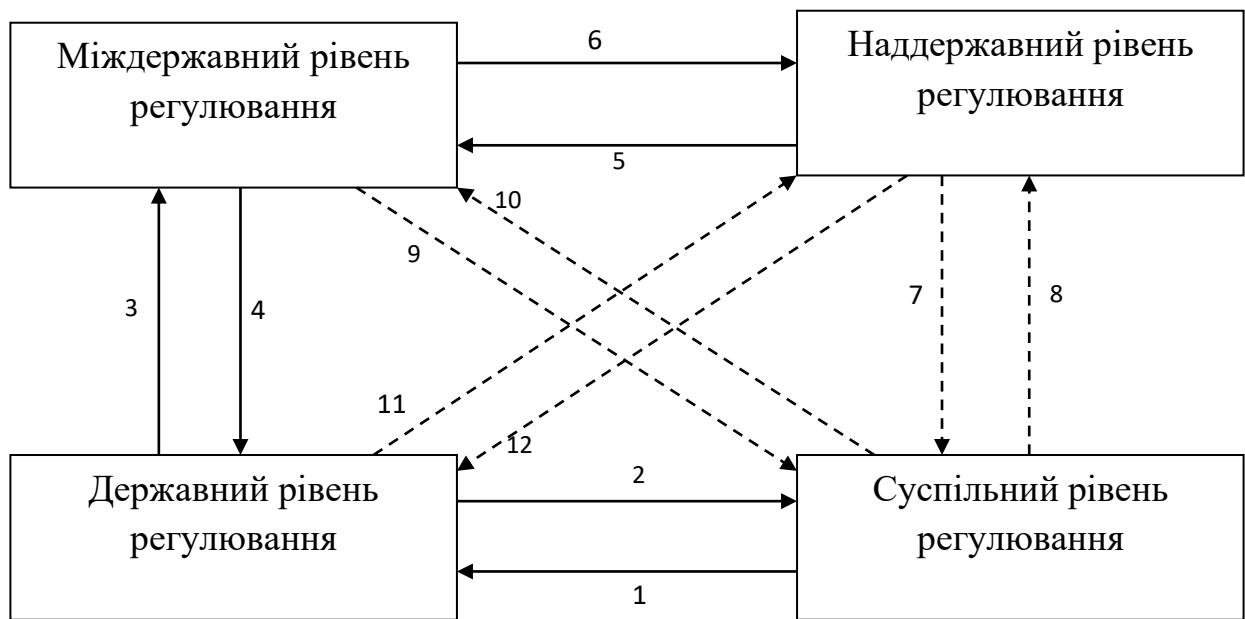 Міждержавний рівень
регулювання
6
5
Наддержавний рівень
регулювання
10
9
3
4
7
8
11
12
Державний рівень
регулювання
2
1
Суспільний рівень
регулювання